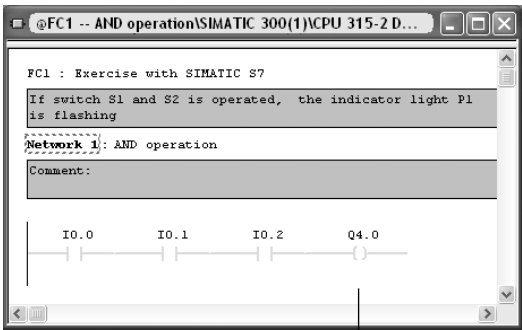 @FC1 -- AND operation\SIMATIC 300(1)\CPU 315-2 D...
FC1 : Exercise with SIMATIC S7
If switch S1 and S2 is operated, the indicator light P1
is flashing
Network 1: AND operation
Comment:
I0.0 I0.1 I0.2 Q4.0